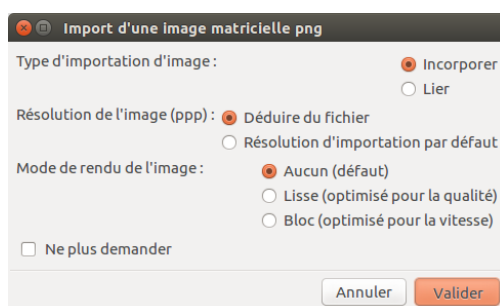 Import d'une image matricielle png
Type d'importation d'image :
Incorporer
Lier
Résolution de l'image (ppp) :
Déduire du fichier
Résolution d'importation par défaut
Mode de rendu de l'image :
Aucun (défaut)
Lisse (optimisé pour la qualité)
Bloc (optimisé pour la vitesse)
Ne plus demander
Annuler
Valider